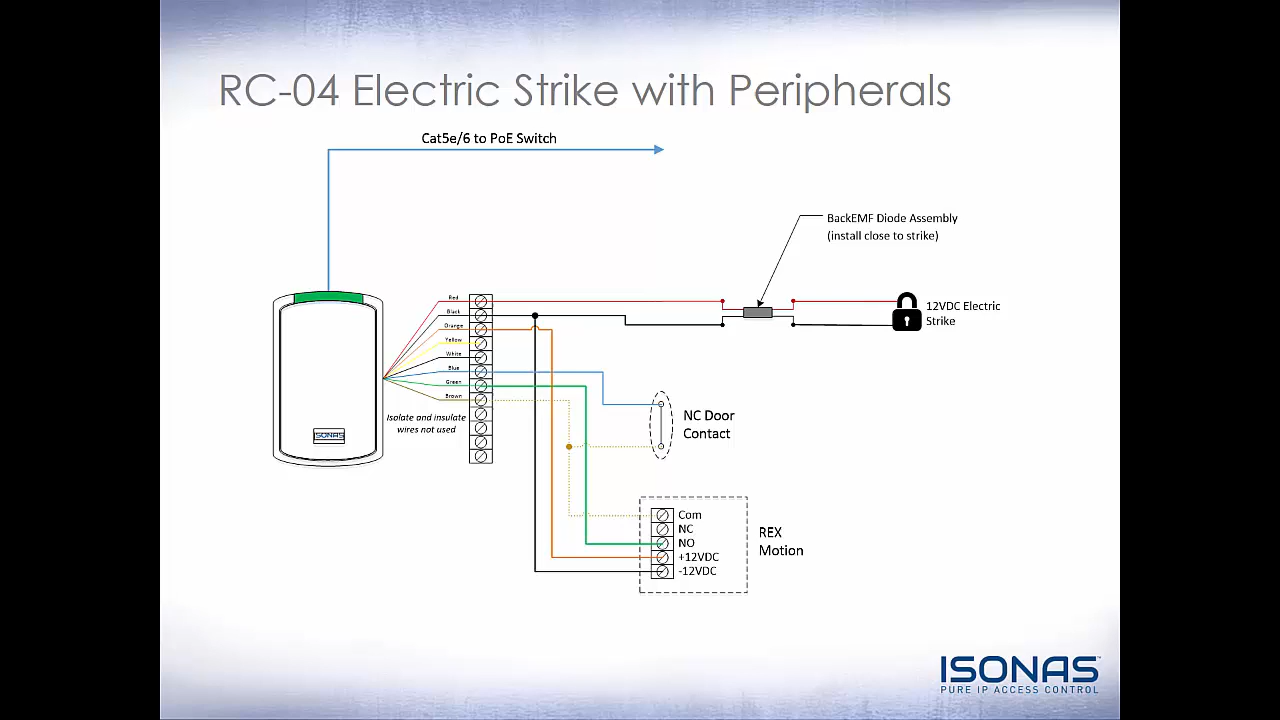 RC-04 Electric Strike with Peripherals
Cat5e/6 to PoE Switch
BackEMF Diode Assembly
(install close to strike)
Red
Black
Orange
Yellow
White
Blue
Green
Brown
12VDC Electric
Strike
Isolate and insulate
wires not used
ISONAS
NC Door
Contact
Com
NC
NO
+12VDC
-12VDC
REX
Motion
ISONAS™
PURE IP ACCESS CONTROL